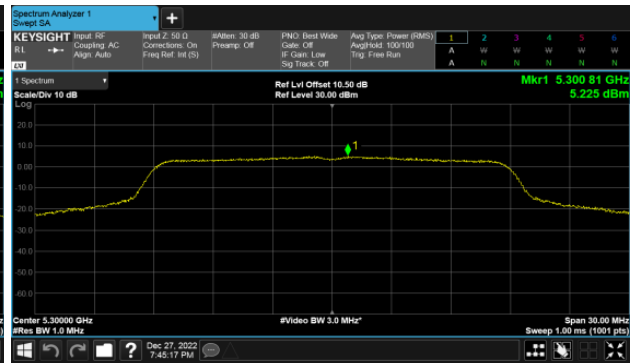 Spectrum Analyzer 1
Swept SA
+
KEYSIGHT Input: RF Input Z: 50 Ω #Atten: 30 dB PNO: Best Wide Avg Type: Power (RMS) 1 2 3 4 5 6
RL Coupling: AC Corrections: On Preamp: Off Gate: Off Avg|Hold: 100/100 A W W W W W
Align: Auto Freq Ref: Int (S) IF Gain: Low Trig: Free Run
Sig Track: Off A N N N N N
LXI
1 Spectrum Ref Lvl Offset 10.50 dB Mkr1 5.300 81 GHz
Scale/Div 10 dB Ref Level 30.00 dBm 5.225 dBm
Log
20.0
10.0
0.00
-10.0
-20.0
-30.0
-40.0
-50.0
-60.0
1
Center 5.30000 GHz #Video BW 3.0 MHz* Span 30.00 MHz
#Res BW 1.0 MHz Sweep 1.00 ms (1001 pts)
? Dec 27, 2022
7:45:17 PM